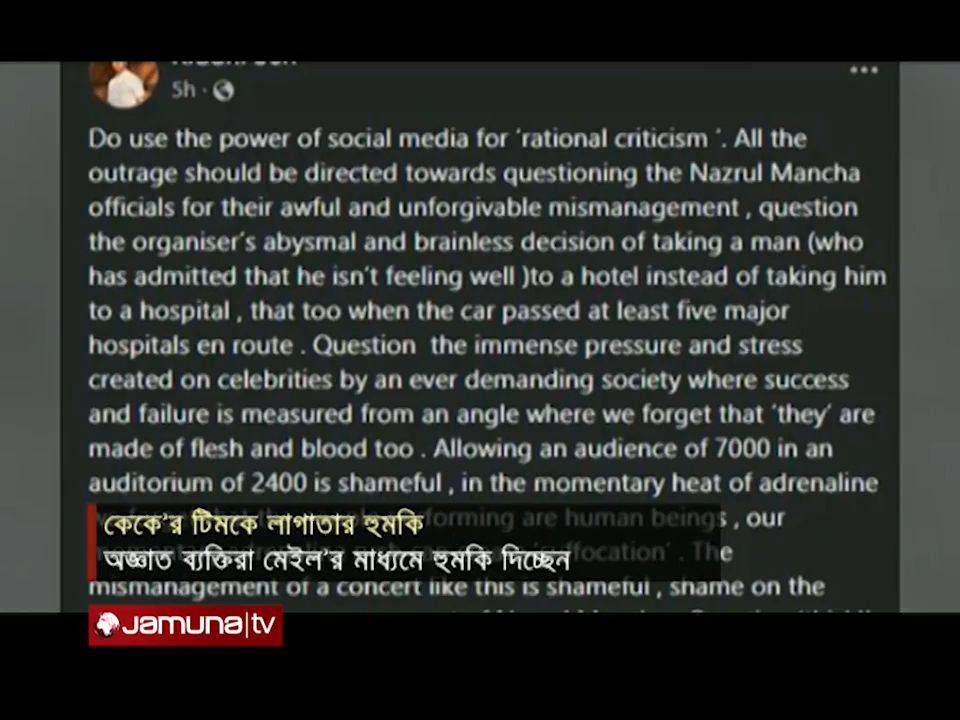 5h
Do use the power of social media for 'rational criticism '. All the
outrage should be directed towards questioning the Nazrul Mancha
officials for their awful and unforgivable mismanagement , question
the organiser's abysmal and brainless decision of taking a man (who
has admitted that he isn't feeling well )to a hotel instead of taking him
to a hospital , that too when the car passed at least five major
hospitals en route . Question the immense pressure and stress
created on celebrities by an ever demanding society where success
and failure is measured from an angle where we forget that 'they' are
made of flesh and blood too . Allowing an audience of 7000 in an
auditorium of 2400 is shameful , in the momentary heat of adrenaline
forming are human beings , our
. The
mismanagement of a concert like this is shameful , shame on the
কেকে'র টিমকে লাগাতার হুমকি
অজ্ঞাত ব্যক্তিরা মেইল'র মাধ্যমে হুমকি দিচ্ছেন
Jamuna|tv